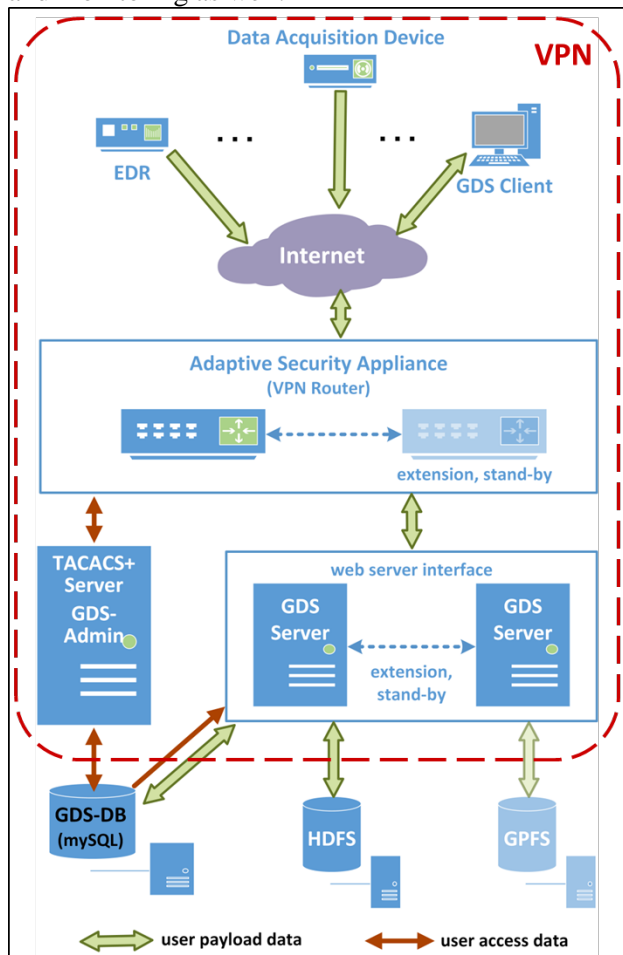 Data Acquisition Device
VPN
...
...
EDR
GDS Client
Internet
Adaptive Security Appliance
(VPN Router)
extension, stand-by
TACACS+
Server
GDS-
Admin
web server interface
GDS
Server
GDS
Server
extension,
stand-by
GDS-DB
(mySQL)
HDFS
GPFS
user payload data
user access data